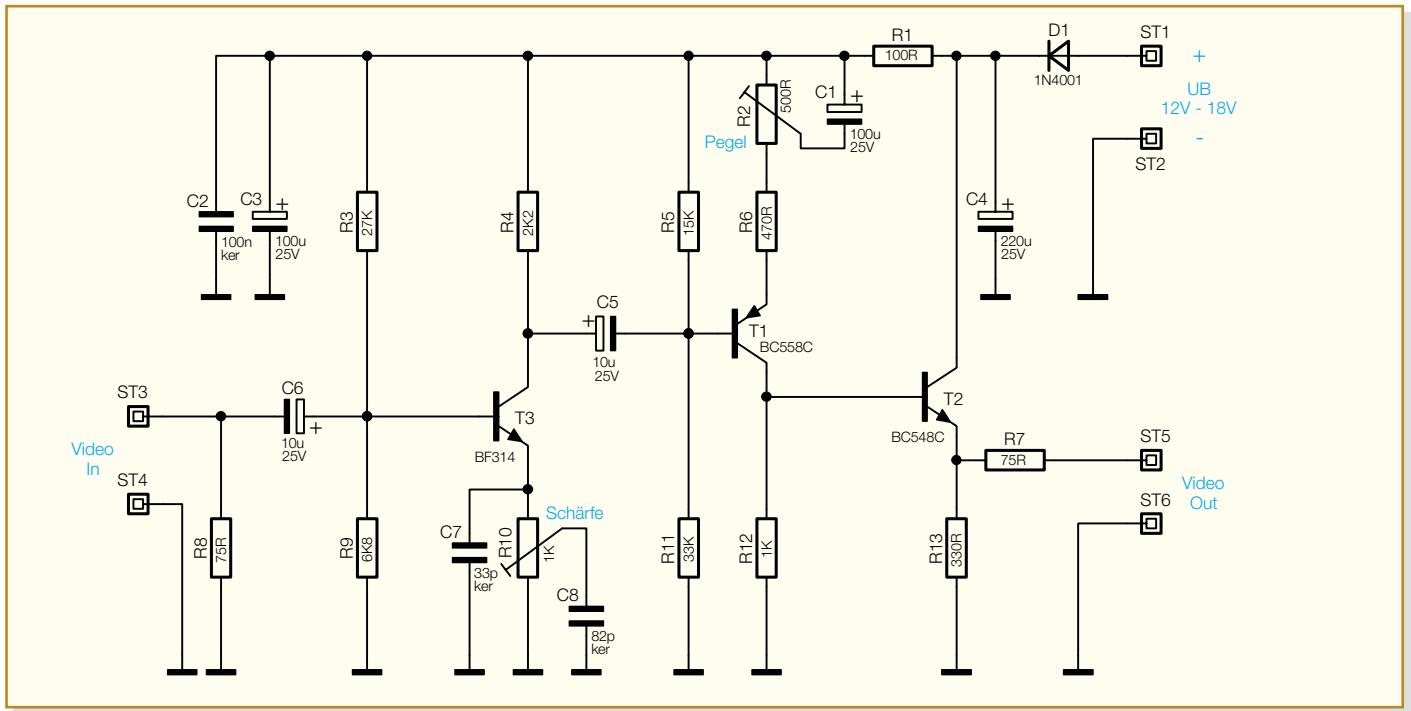 D1
1N4001
ST1
+
UB
12V - 18V
-
ST2
R1
100R
C1
+
100u
25V
R2
500R
Pegel
C2
100n
ker
C3
+
100u
25V
R3
27K
R4
2K2
R5
15K
R6
470R
C4
+
220u
25V
C5
+
10u
25V
T1
BC558C
ST3
Video
In
ST4
C6
+
10u
25V
T3
BF314
T2
BC548C
R7
75R
ST5
Video
Out
ST6
R8
75R
R9
6K8
C7
33p
ker
R10
1K
Schärfe
C8
82p
ker
R11
33K
R12
1K
R13
330R